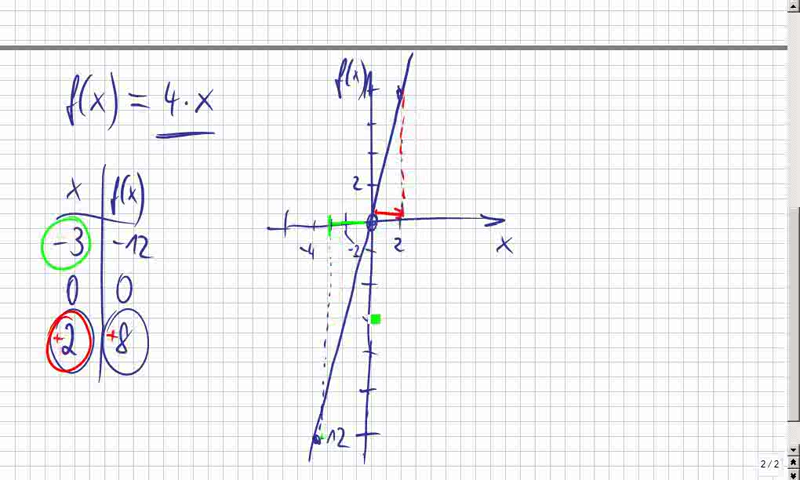 f(x) = 4·x
x f(x)
-3 -12
0 0
+2 +8
f(x)
2
-4 -2 2
x
-12
2/2